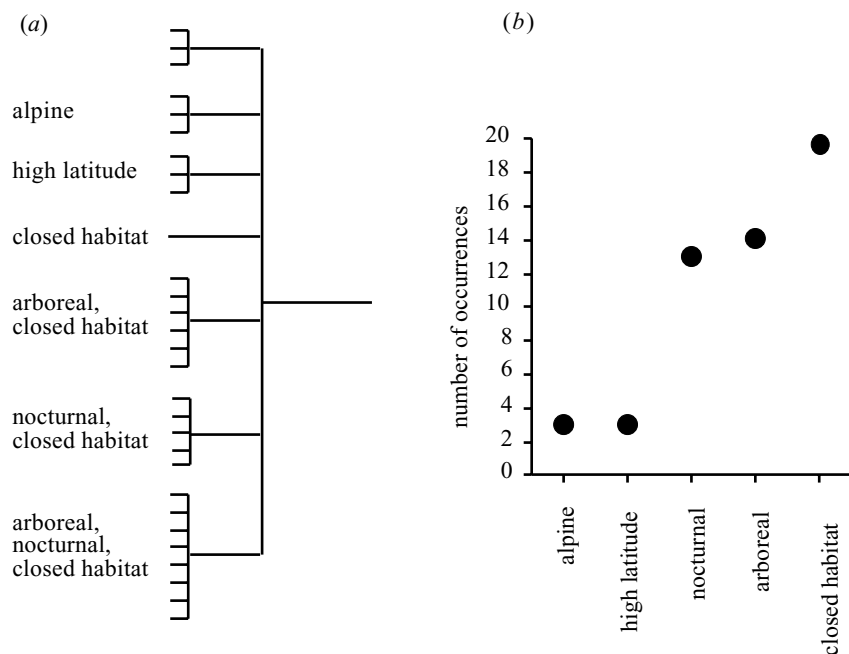 (a)
alpine
high latitude
closed habitat
arboreal,
closed habitat
nocturnal,
closed habitat
arboreal,
nocturnal,
closed habitat
(b)
number of occurrences
20
18
16
14
12
10
8
6
4
2
0
alpine
high latitude
nocturnal
arboreal
closed habitat